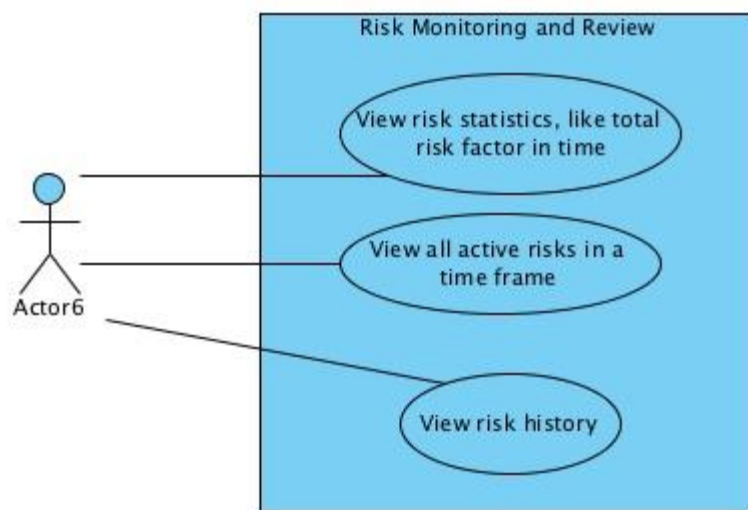 Risk Monitoring and Review
View risk statistics, like total
risk factor in time
View all active risks in a
time frame
Actor6
View risk history